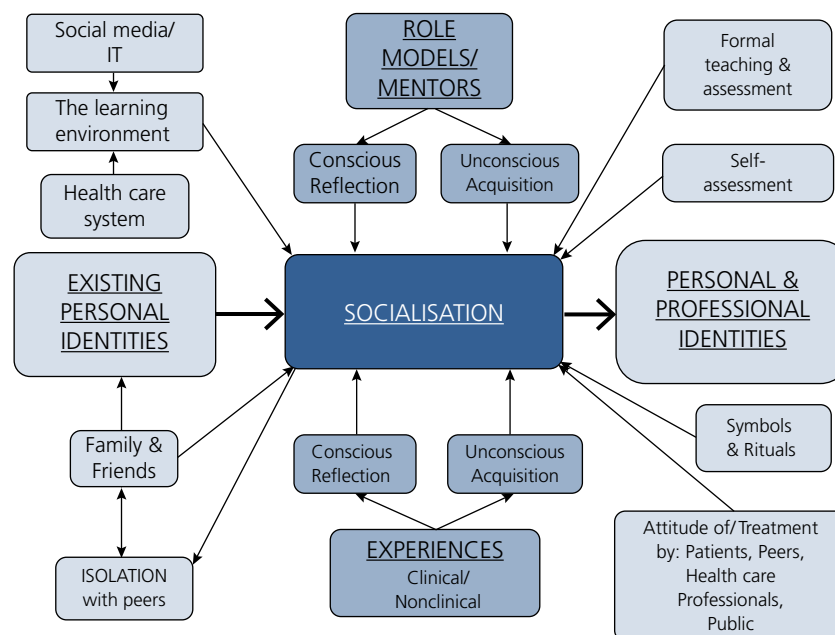 Social media/
IT
The learning
environment
Health care
system
ROLE
MODELS/
MENTORS
Conscious
Reflection
Unconscious
Acquisition
Formal
teaching &
assessment
Self-
assessment
EXISTING
PERSONAL
IDENTITIES
SOCIALISATION
PERSONAL &
PROFESSIONAL
IDENTITIES
Family &
Friends
ISOLATION
with peers
Conscious
Reflection
Unconscious
Acquisition
EXPERIENCES
Clinical/
Nonclinical
Symbols
& Rituals
Attitude of/Treatment
by: Patients, Peers,
Health care
Professionals,
Public